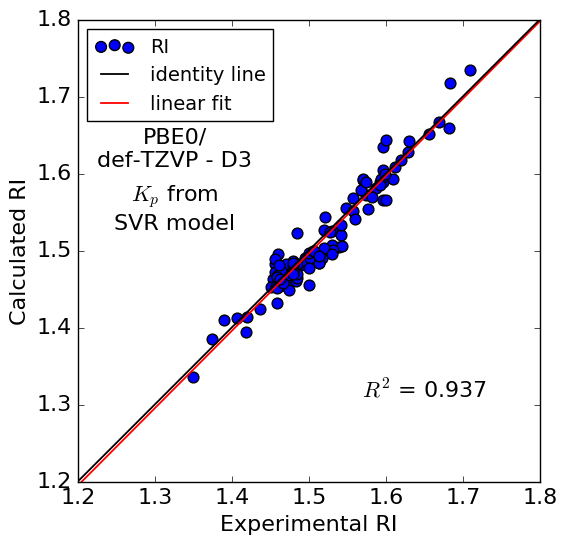 1.8
1.7
1.6
1.5
1.4
1.3
1.2
Calculated RI
RI
identity line
linear fit
PBE0/
def-TZVP - D3
$K_p$ from
SVR model
$R^2$ = 0.937
1.2 1.3 1.4 1.5 1.6 1.7 1.8
Experimental RI